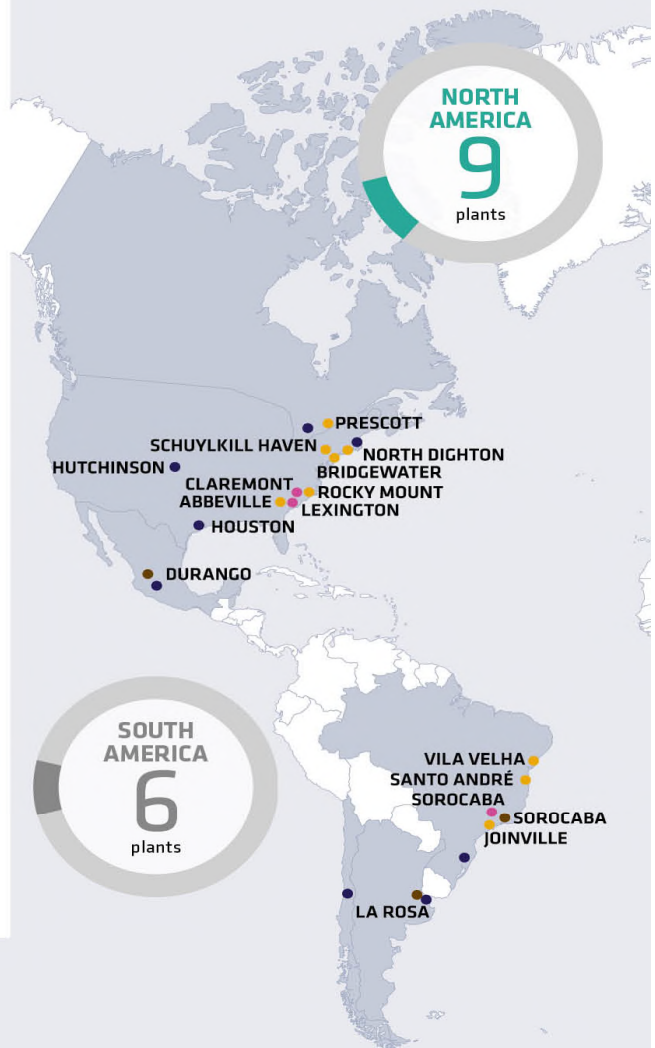 NORTH
AMERICA
9
plants
PRESCOTT
SCHUYLKILL HAVEN
NORTH DIGHTON
HUTCHINSON
BRIDGEWATER
CLAREMONT
ROCKY MOUNT
ABBEVILLE
LEXINGTON
HOUSTON
DURANGO
SOUTH
AMERICA
6
plants
VILA VELHA
SANTO ANDRÉ
SOROCABA
SOROCABA
JOINVILLE
LA ROSA